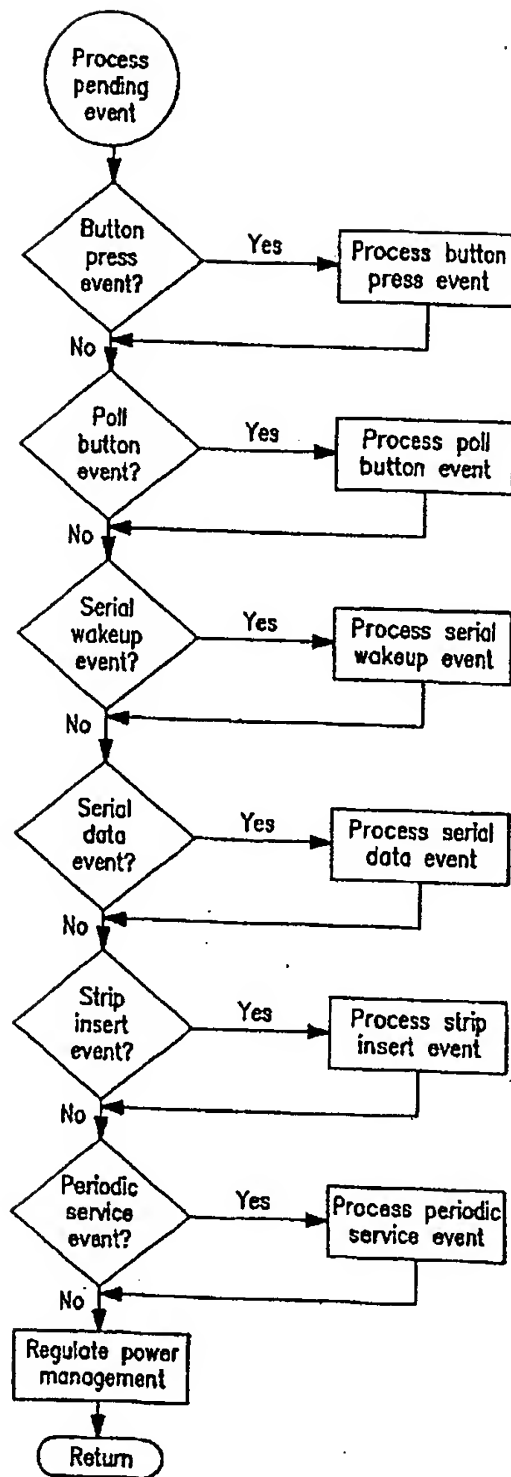 Process
pending
event
Button
press
event?
Yes
Process button
press event
No
Poll
button
event?
Yes
Process poll
button event
No
Serial
wakeup
event?
Yes
Process serial
wakeup event
No
Serial
data
event?
Yes
Process serial
data event
No
Strip
insert
event?
Yes
Process strip
insert event
No
Periodic
service
event?
Yes
Process periodic
service event
No
Regulate power
management
Return